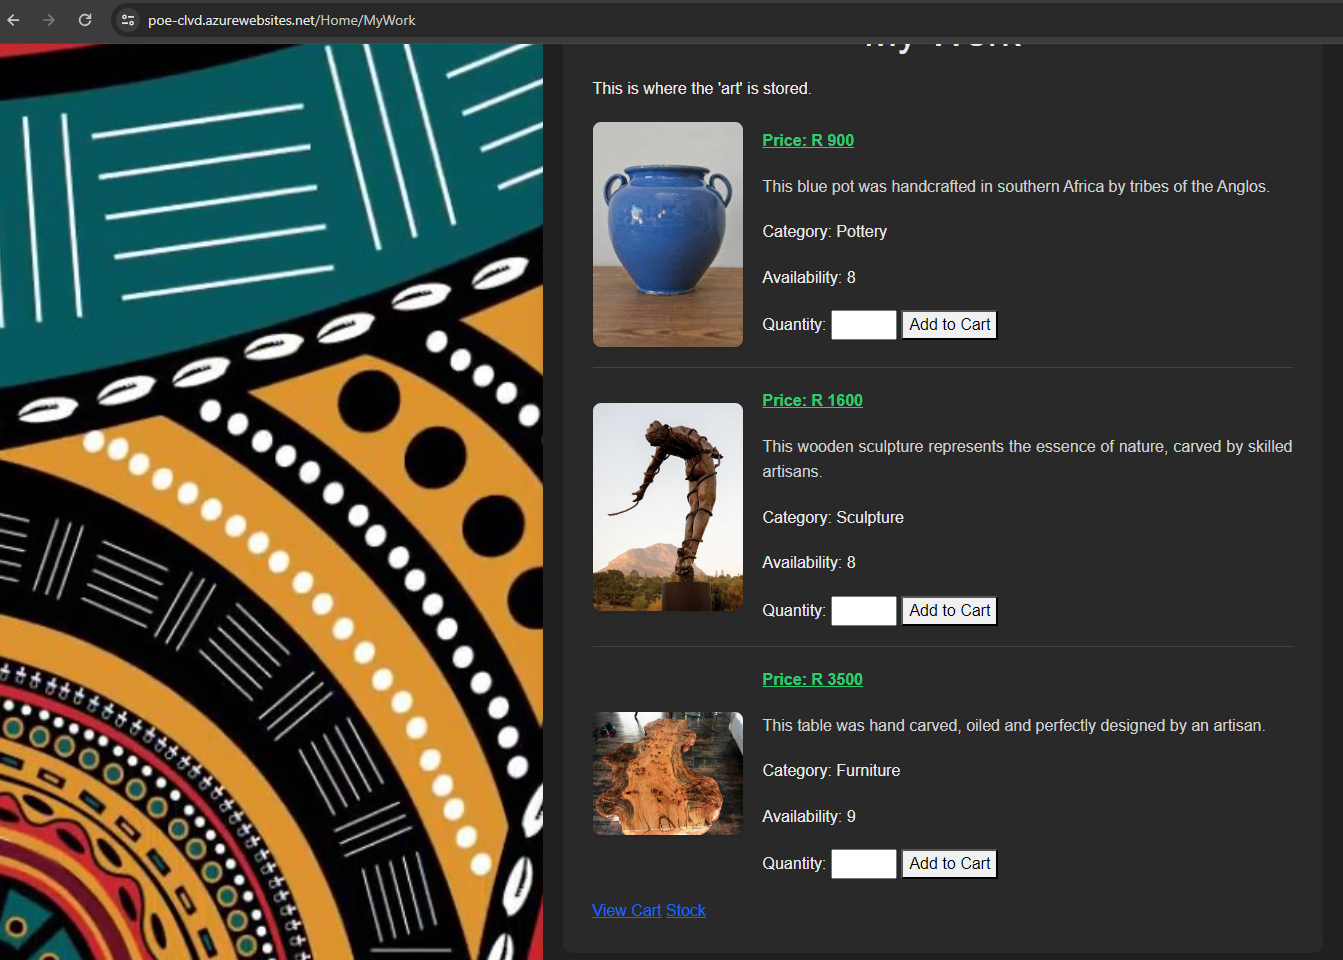 poe-clvd.azurewebsites.net/Home/MyWork
My Work
This is where the 'art' is stored.
Price: R 900
This blue pot was handcrafted in southern Africa by tribes of the Anglos.
Category: Pottery
Availability: 8
Quantity: Add to Cart
Price: R 1600
This wooden sculpture represents the essence of nature, carved by skilled
artisans.
Category: Sculpture
Availability: 8
Quantity: Add to Cart
Price: R 3500
This table was hand carved, oiled and perfectly designed by an artisan.
Category: Furniture
Availability: 9
Quantity: Add to Cart
View Cart Stock